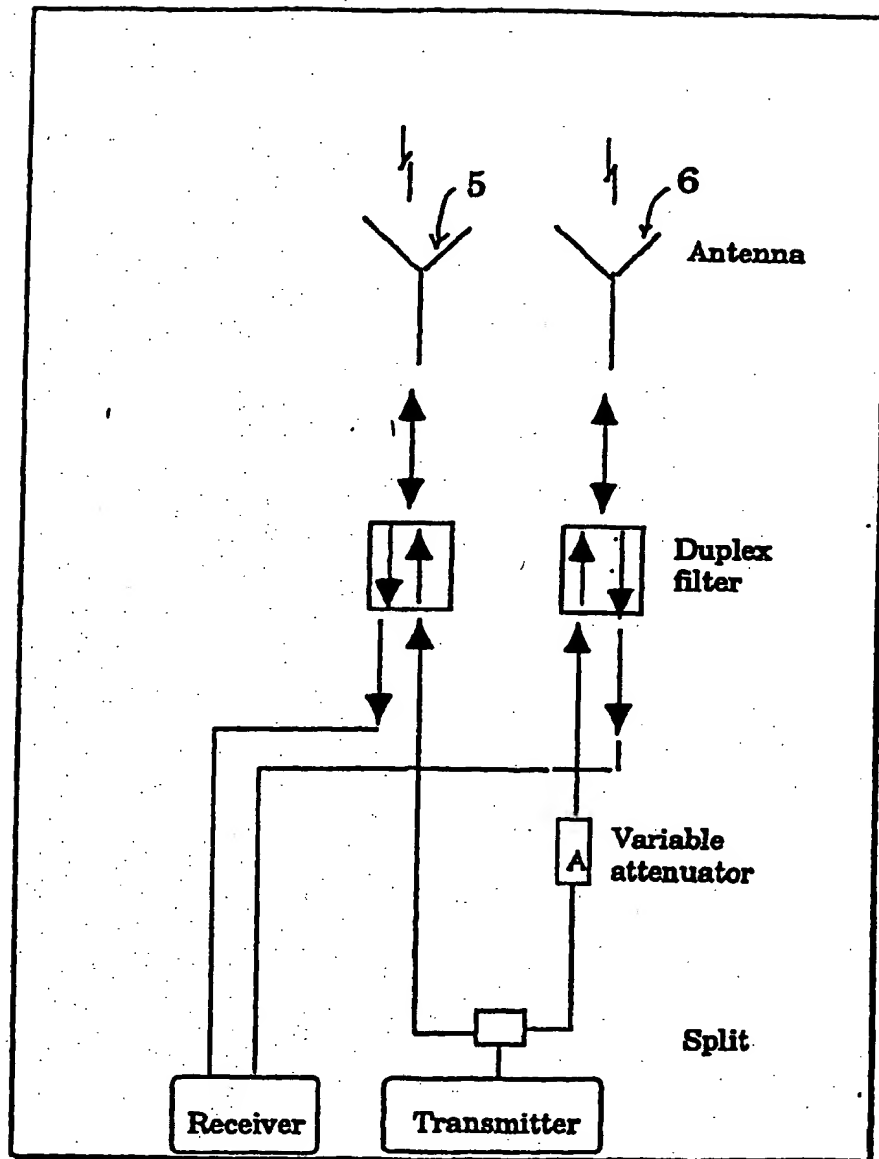 5
6
Antenna
Duplex
filter
Variable
attenuator
A
Split
Receiver
Transmitter